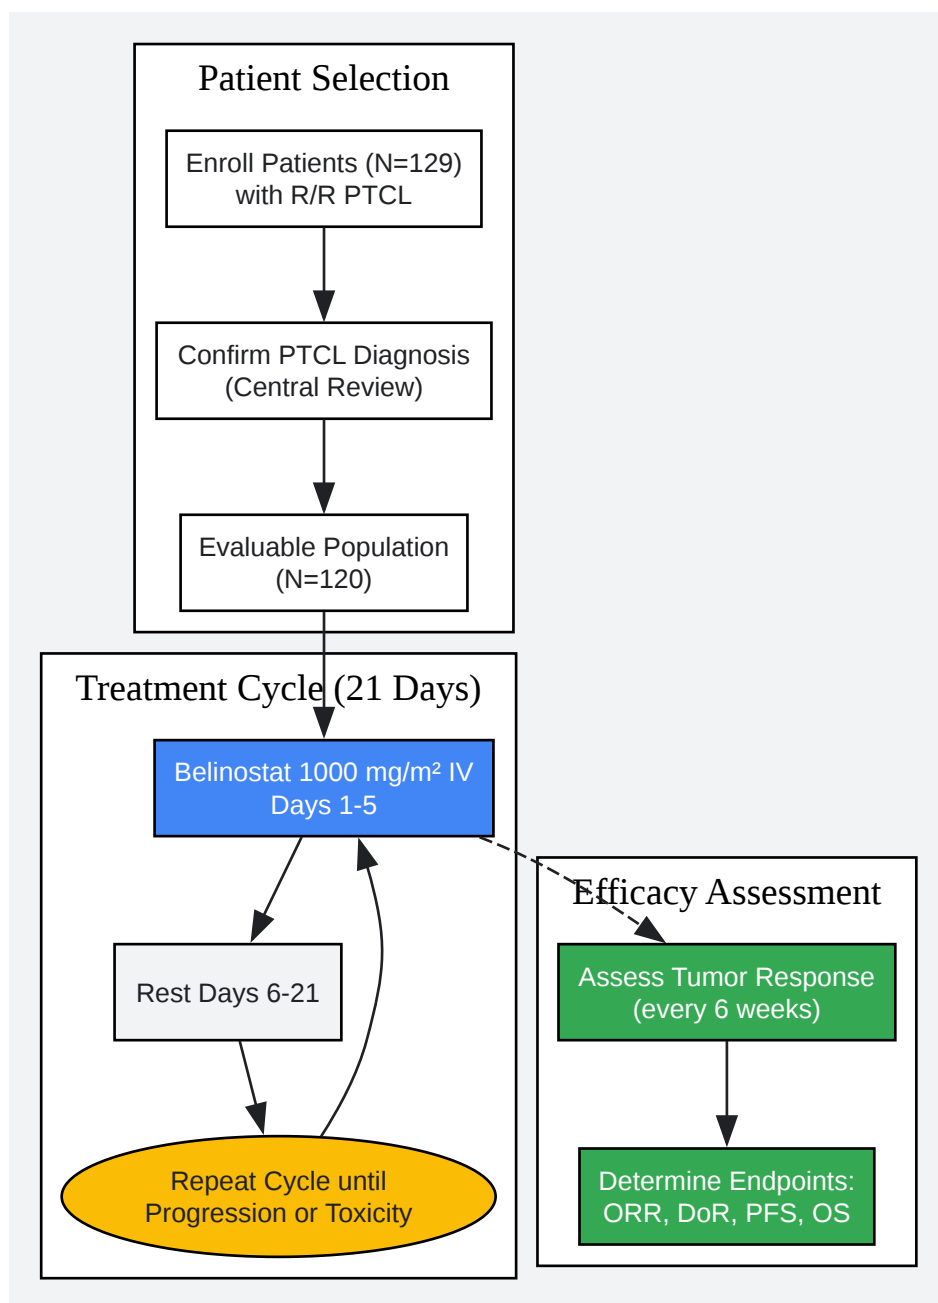 Patient Selection
Enroll Patients (N=129)
with R/R PTCL
Confirm PTCL Diagnosis
(Central Review)
Evaluable Population
(N=120)
Treatment Cycle (21 Days)
Belinostat 1000 mg/m² IV
Days 1-5
Rest Days 6-21
Repeat Cycle until
Progression or Toxicity
Efficacy Assessment
Assess Tumor Response
(every 6 weeks)
Determine Endpoints:
ORR, DoR, PFS, OS